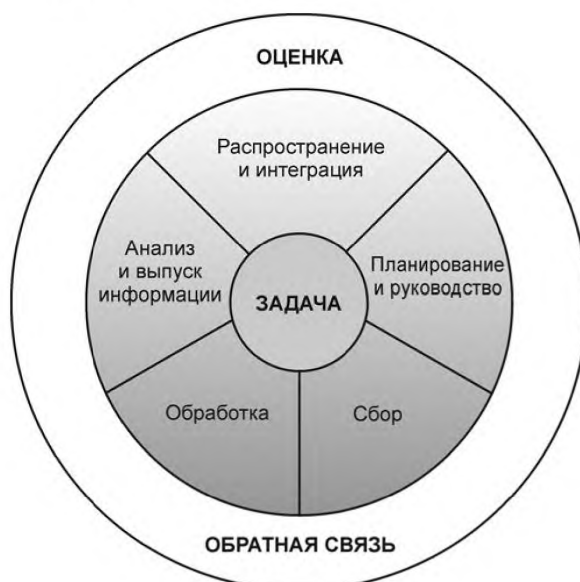 ОЦЕНКА
Распространение
и интеграция
Анализ
и выпуск
информации
Планирование
и руководство
ЗАДАЧА
Обработка
Сбор
ОБРАТНАЯ СВЯЗЬ